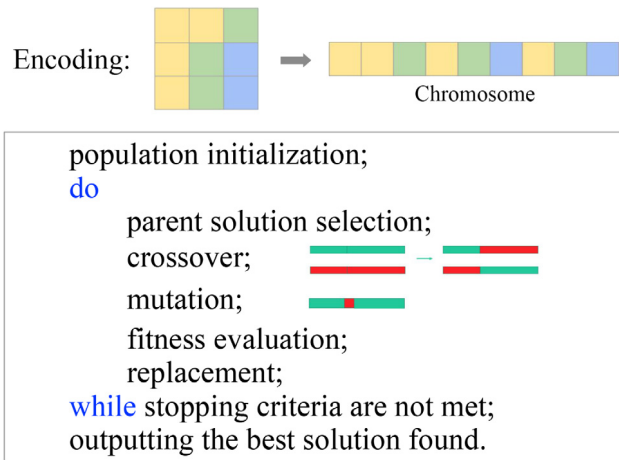 Encoding:
Chromosome
population initialization;
do
parent solution selection;
crossover;
mutation;
fitness evaluation;
replacement;
while stopping criteria are not met;
outputting the best solution found.